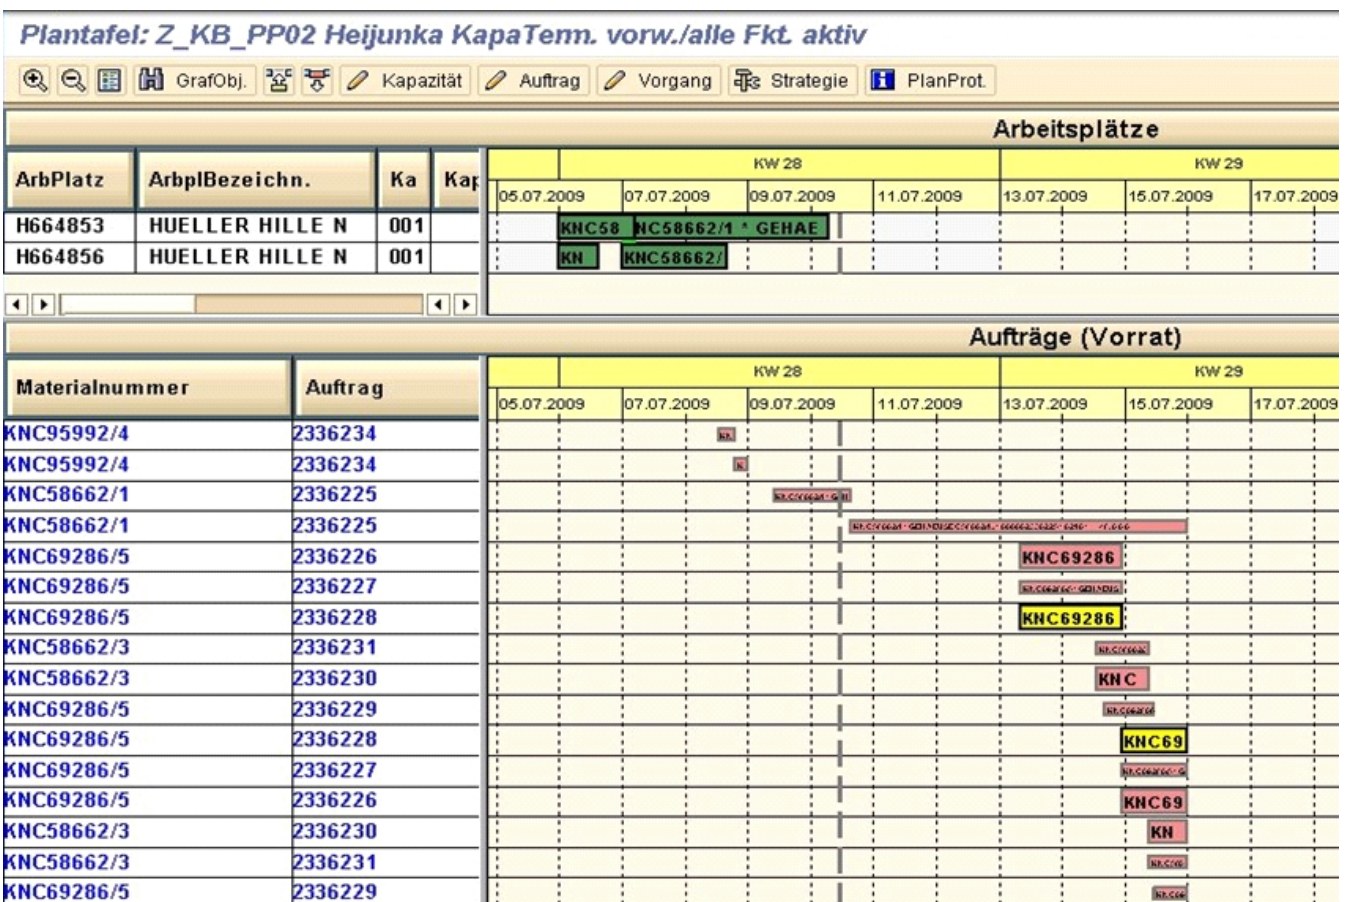 Plantafel: Z_KB_PP02 Heijunka KapaTerm. vorw./alle Fkt. aktiv
GrafObj. Kapazität Auftrag Vorgang Strategie PlanProt.
Arbeitsplätze
ArbPlatz ArbplBezeichn. Ka Kap
KW 28 KW 29
05.07.2009 07.07.2009 09.07.2009 11.07.2009 13.07.2009 15.07.2009 17.07.2009
H664853 HUELLER HILLE N 001 KNC58 NC58662/1 * GEHAE
H664856 HUELLER HILLE N 001 KN KNC58662/
Aufträge (Vorrat)
Materialnummer Auftrag
KW 28 KW 29
05.07.2009 07.07.2009 09.07.2009 11.07.2009 13.07.2009 15.07.2009 17.07.2009
KNC95992/4 2336234 KN
KNC95992/4 2336234 K
KNC58662/1 2336225
KNC58662/1 2336225
KNC69286/5 2336226 KNC69286
KNC69286/5 2336227
KNC69286/5 2336228 KNC69286
KNC58662/3 2336231
KNC58662/3 2336230 KNC
KNC69286/5 2336229
KNC69286/5 2336228 KNC69
KNC69286/5 2336227
KNC69286/5 2336226 KNC69
KNC58662/3 2336230 KN
KNC58662/3 2336231
KNC69286/5 2336229